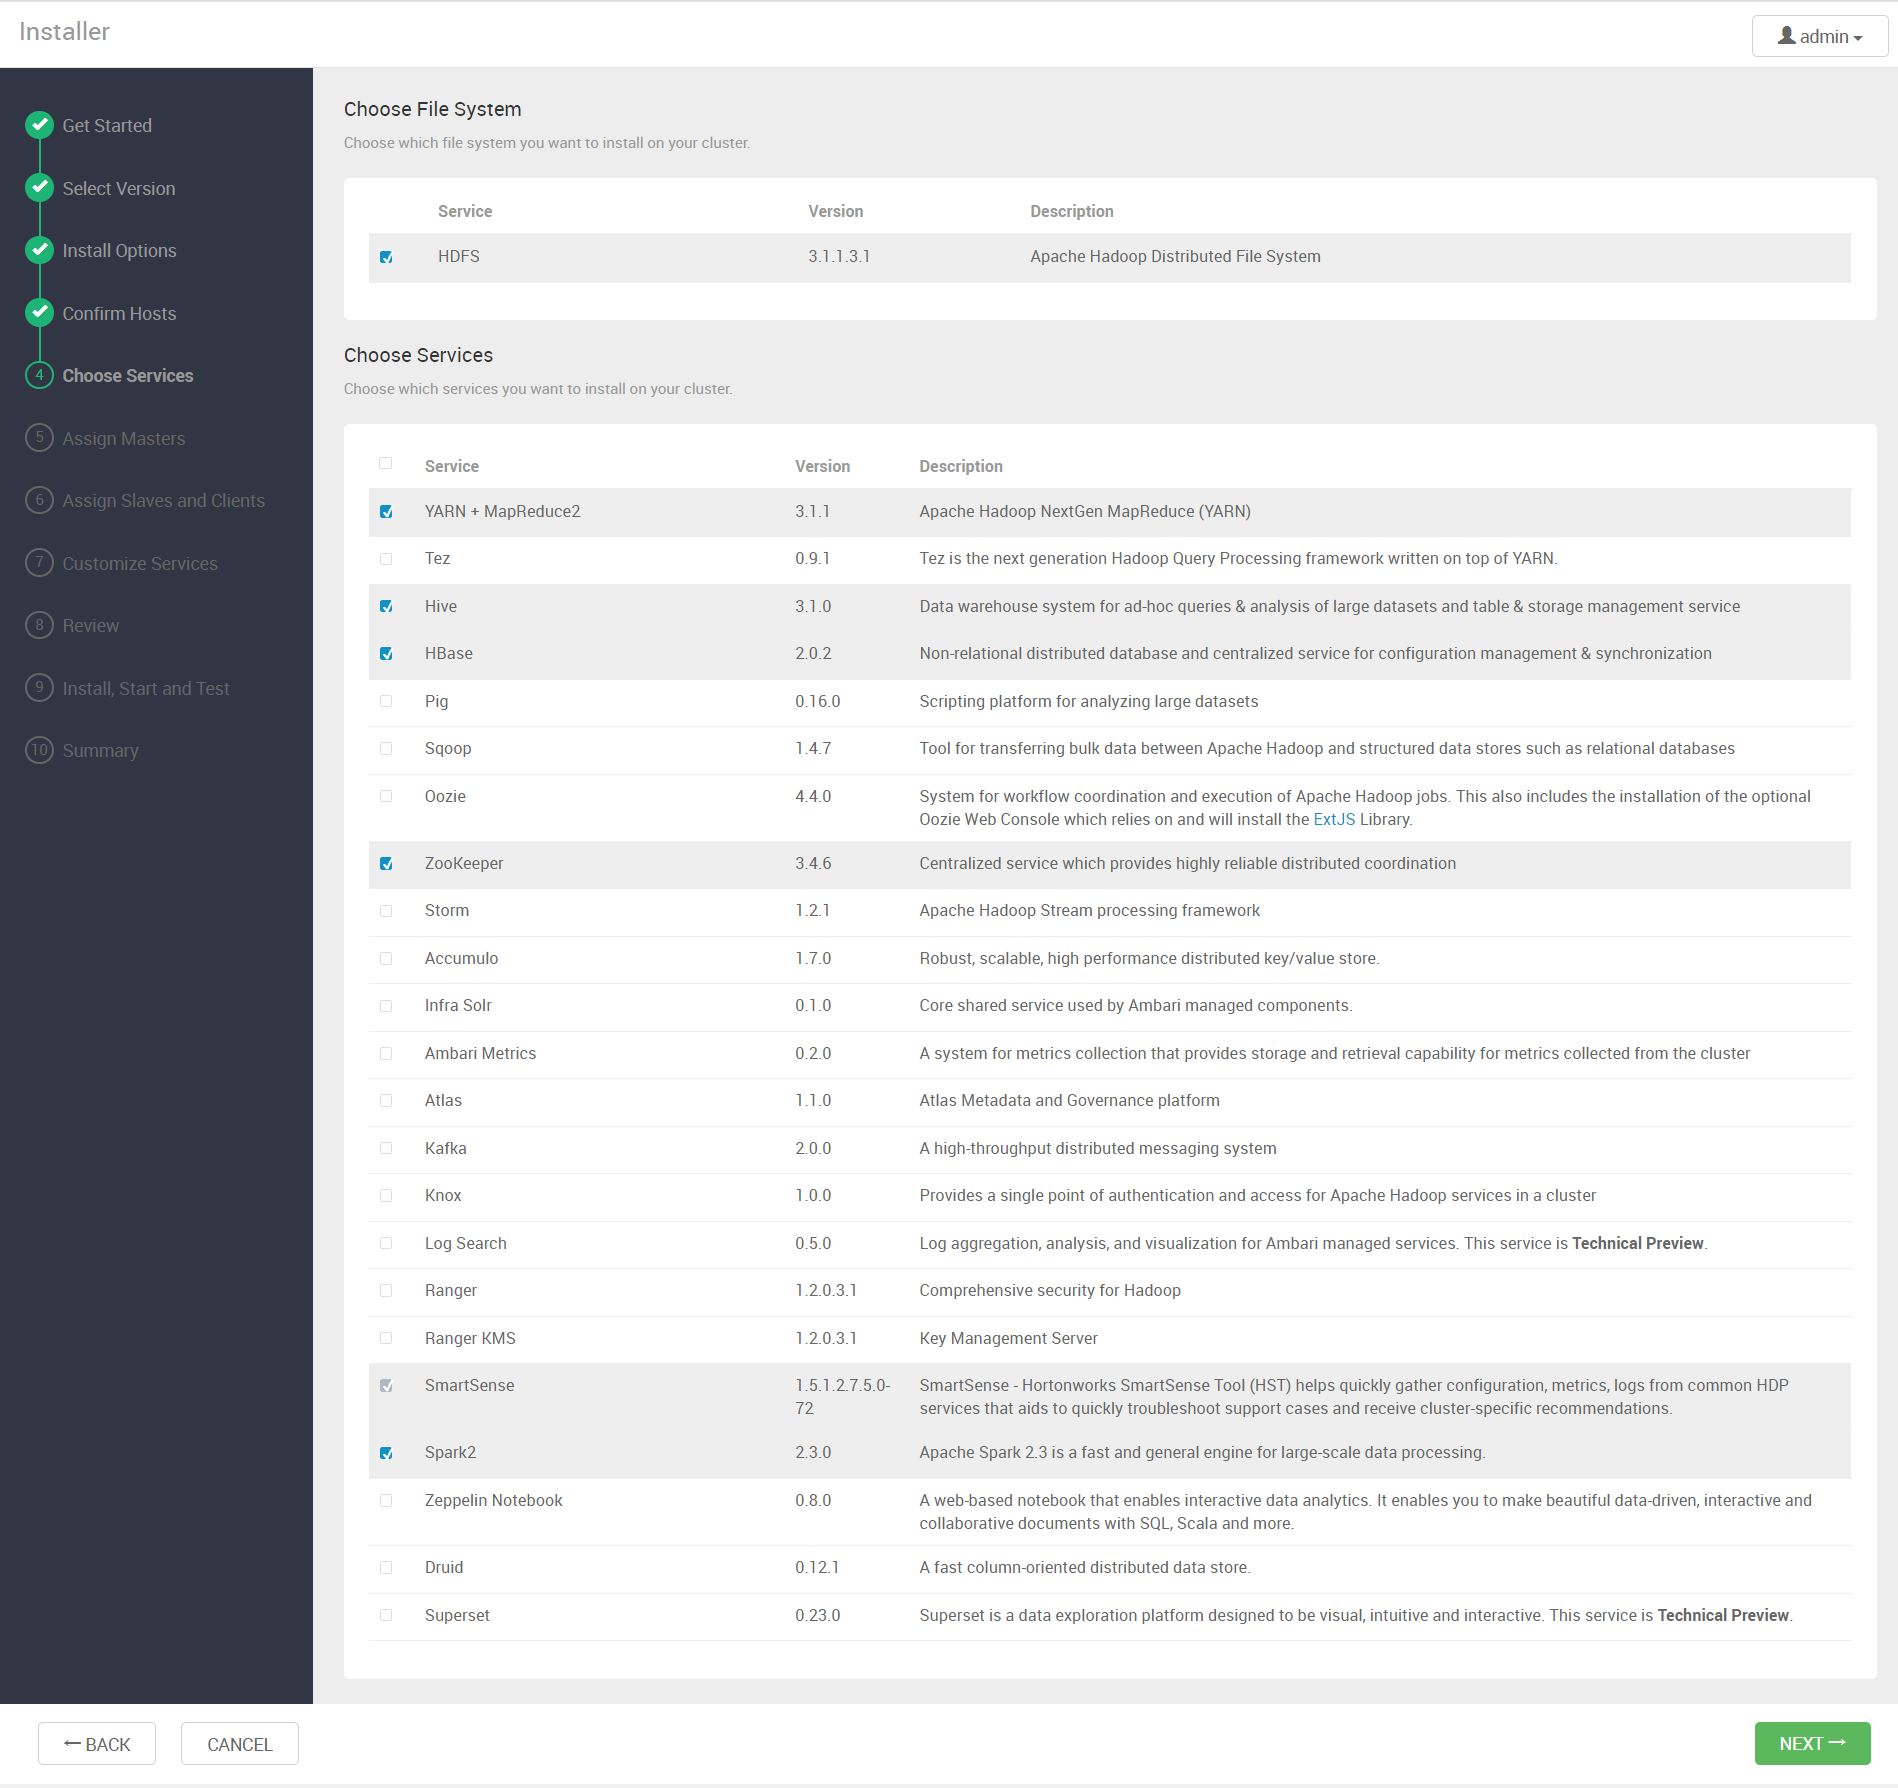 Installer
admin
Get Started
Select Version
Install Options
Confirm Hosts
4 Choose Services
5 Assign Masters
6 Assign Slaves and Clients
7 Customize Services
8 Review
9 Install, Start and Test
10 Summary
Choose File System
Choose which file system you want to install on your cluster.
Service Version Description
HDFS 3.1.1.3.1 Apache Hadoop Distributed File System
Choose Services
Choose which services you want to install on your cluster.
Service Version Description
YARN + MapReduce2 3.1.1 Apache Hadoop NextGen MapReduce (YARN)
Tez 0.9.1 Tez is the next generation Hadoop Query Processing framework written on top of YARN.
Hive 3.1.0 Data warehouse system for ad-hoc queries & analysis of large datasets and table & storage management service
HBase 2.0.2 Non-relational distributed database and centralized service for configuration management & synchronization
Pig 0.16.0 Scripting platform for analyzing large datasets
Sqoop 1.4.7 Tool for transferring bulk data between Apache Hadoop and structured data stores such as relational databases
Oozie 4.4.0 System for workflow coordination and execution of Apache Hadoop jobs. This also includes the installation of the optional
Oozie Web Console which relies on and will install the ExtJS Library.
ZooKeeper 3.4.6 Centralized service which provides highly reliable distributed coordination
Storm 1.2.1 Apache Hadoop Stream processing framework
Accumulo 1.7.0 Robust, scalable, high performance distributed key/value store.
Infra Solr 0.1.0 Core shared service used by Ambari managed components.
Ambari Metrics 0.2.0 A system for metrics collection that provides storage and retrieval capability for metrics collected from the cluster
Atlas 1.1.0 Atlas Metadata and Governance platform
Kafka 2.0.0 A high-throughput distributed messaging system
Knox 1.0.0 Provides a single point of authentication and access for Apache Hadoop services in a cluster
Log Search 0.5.0 Log aggregation, analysis, and visualization for Ambari managed services. This service is Technical Preview.
Ranger 1.2.0.3.1 Comprehensive security for Hadoop
Ranger KMS 1.2.0.3.1 Key Management Server
SmartSense 1.5.1.2.7.5.0- SmartSense - Hortonworks SmartSense Tool (HST) helps quickly gather configuration, metrics, logs from common HDP
72 services that aids to quickly troubleshoot support cases and receive cluster-specific recommendations.
Spark2 2.3.0 Apache Spark 2.3 is a fast and general engine for large-scale data processing.
Zeppelin Notebook 0.8.0 A web-based notebook that enables interactive data analytics. It enables you to make beautiful data-driven, interactive and
collaborative documents with SQL, Scala and more.
Druid 0.12.1 A fast column-oriented distributed data store.
Superset 0.23.0 Superset is a data exploration platform designed to be visual, intuitive and interactive. This service is Technical Preview.
← BACK CANCEL NEXT →